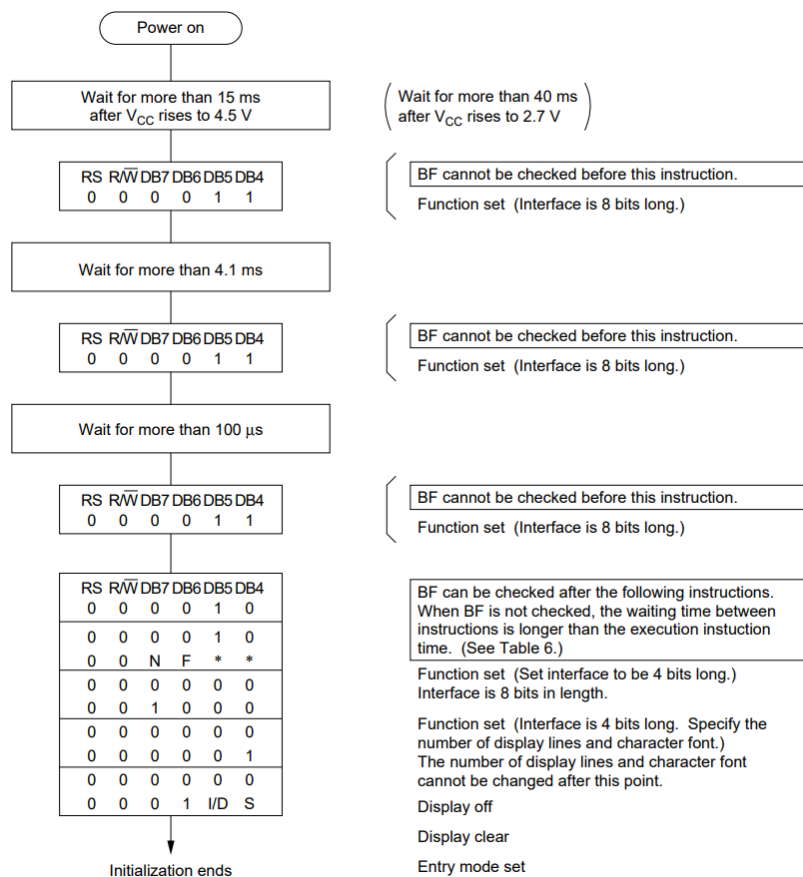 Power on
Wait for more than 15 ms
after VCC rises to 4.5 V
Wait for more than 40 ms
after VCC rises to 2.7 V
RS R/W̅ DB7 DB6 DB5 DB4
0 0 0 0 1 1
BF cannot be checked before this instruction.
Function set (Interface is 8 bits long.)
Wait for more than 4.1 ms
RS R/W̅ DB7 DB6 DB5 DB4
0 0 0 0 1 1
BF cannot be checked before this instruction.
Function set (Interface is 8 bits long.)
Wait for more than 100 µs
RS R/W̅ DB7 DB6 DB5 DB4
0 0 0 0 1 1
BF cannot be checked before this instruction.
Function set (Interface is 8 bits long.)
RS R/W̅ DB7 DB6 DB5 DB4
0 0 0 0 1 0
0 0 0 0 1 0
0 0 N F * *
0 0 0 0 0 0
0 0 1 0 0 0
0 0 0 0 0 0
0 0 0 0 0 1
0 0 0 0 0 0
0 0 0 1 I/D S
Initialization ends
BF can be checked after the following instructions.
When BF is not checked, the waiting time between
instructions is longer than the execution instuction
time. (See Table 6.)
Function set (Set interface to be 4 bits long.)
Interface is 8 bits in length.
Function set (Interface is 4 bits long. Specify the
number of display lines and character font.)
The number of display lines and character font
cannot be changed after this point.
Display off
Display clear
Entry mode set